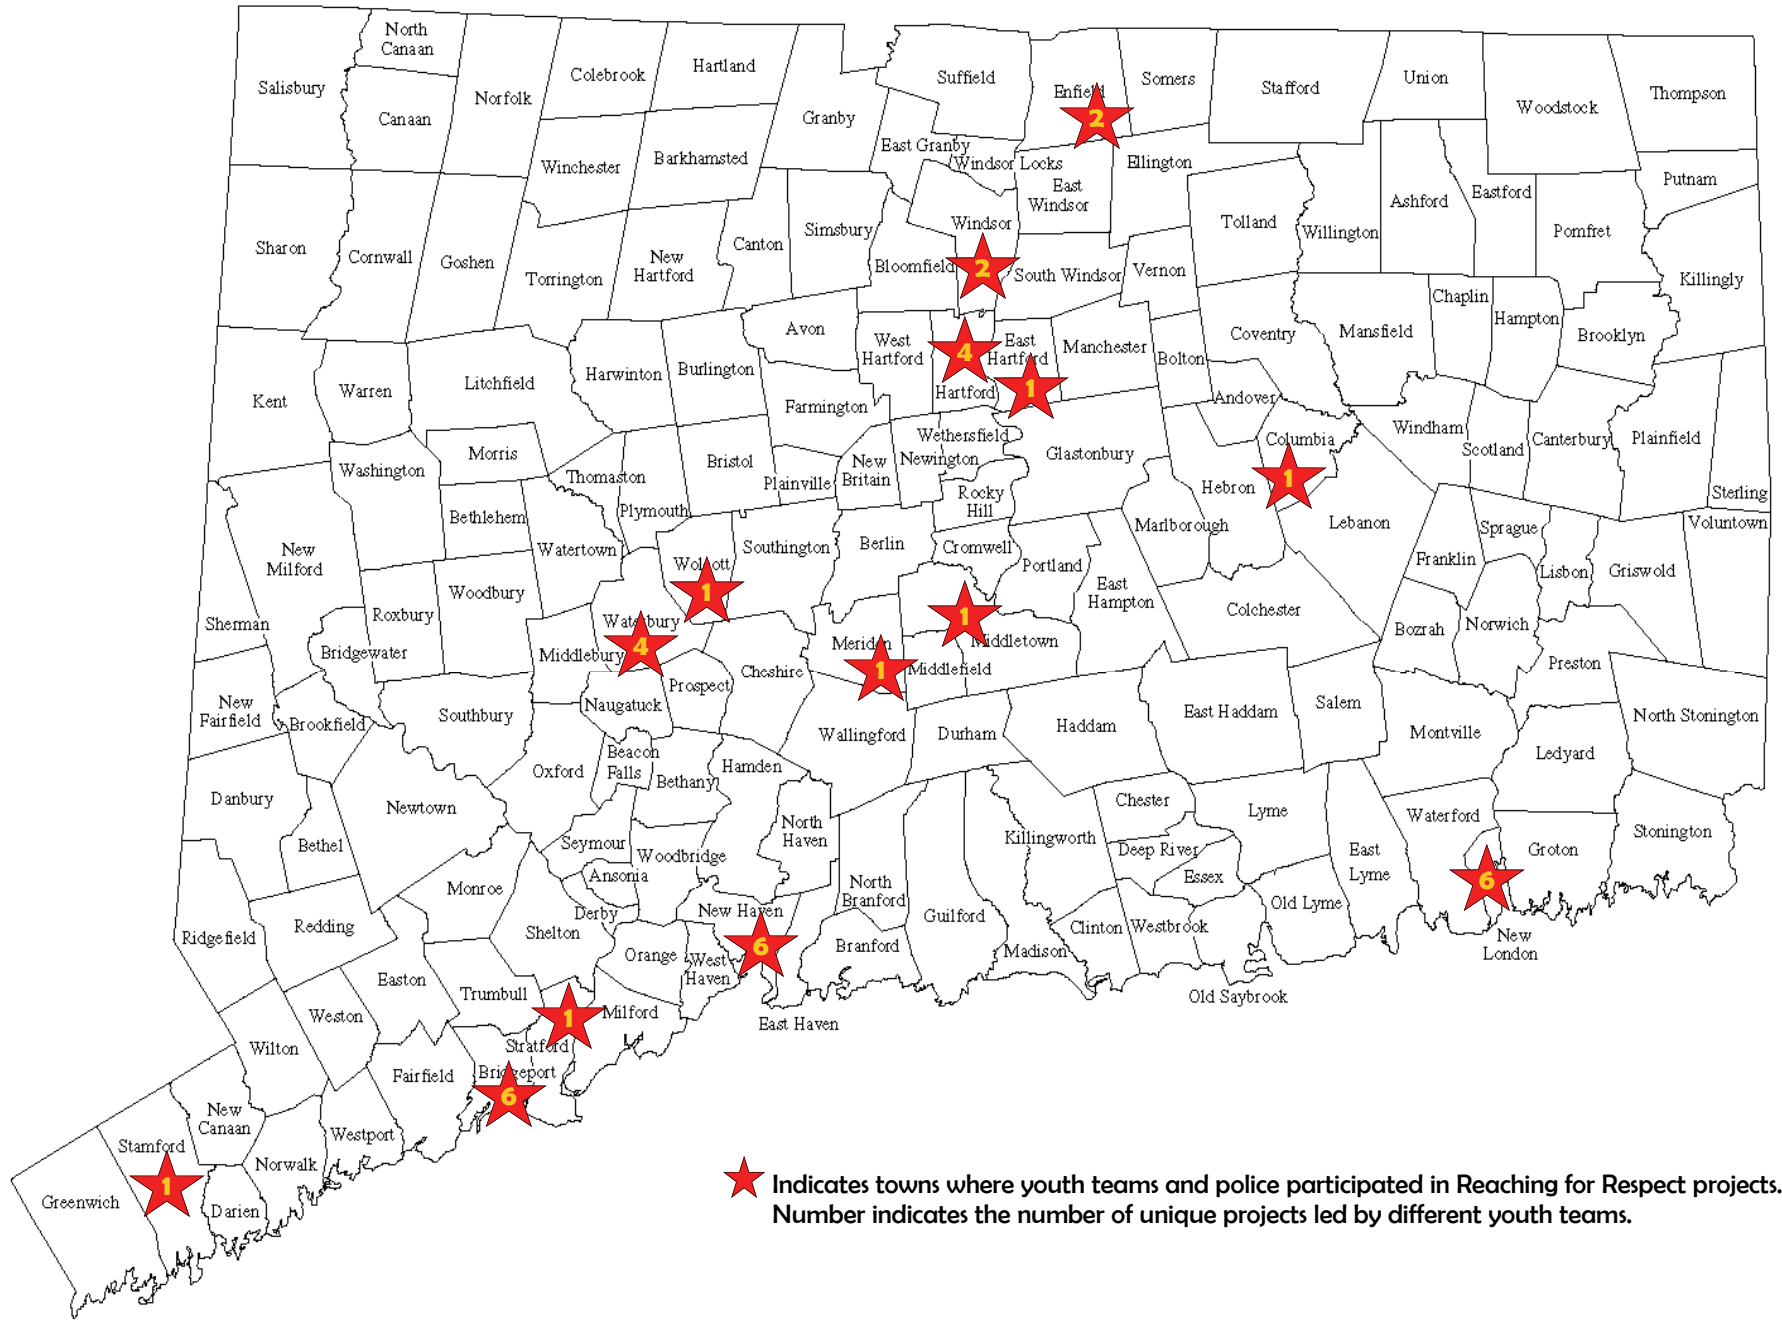 North
Canaan
Salisbury
Canaan
Norfolk
Colebrook
Hartland
Granby
Suffield
Enfield
2
Somers
Stafford
Union
Woodstock
Thompson
Winchester
Barkhamsted
East Granby
Windsor Locks
East
Windsor
Ellington
Ashford
Eastford
Putnam
Sharon
Cornwall
Goshen
Torrington
New
Hartford
Canton
Simsbury
Bloomfield
Windsor
2
South Windsor
Vernon
Tolland
Willington
Pomfret
Killingly
Chaplin
Hampton
Brooklyn
Mansfield
Coventry
Kent
Warren
Litchfield
Harwinton
Burlington
Avon
Farmington
West
Hartford
4
Hartford
East
Hartford
1
Manchester
Bolton
Andover
Columbia
1
Windham
Scotland
Canterbury
Plainfield
Sterling
Washington
Morris
Thomaston
Bristol
Plainville
New
Britain
Wethersfield
Newington
Rocky
Hill
Glastonbury
Hebron
Marlborough
Lebanon
Sprague
Franklin
Lisbon
Griswold
Voluntown
New
Milford
Bethlehem
Watertown
Plymouth
Wolcott
1
Southington
Berlin
Cromwell
Portland
East
Hampton
Colchester
Bozrah
Norwich
Preston
Sherman
Bridgewater
Roxbury
Woodbury
Middlebury
Waterbury
4
Cheshire
Meriden
1
1
Middletown
Middlefield
Prospect
Naugatuck
New
Fairfield
Brookfield
Southbury
Oxford
Beacon
Falls
Bethany
Hamden
Wallingford
Durham
Haddam
East Haddam
Salem
Montville
Ledyard
North Stonington
Danbury
Bethel
Newtown
Seymour
Woodbridge
Ansonia
Derby
North
Haven
North
Branford
Guilford
Killingworth
Chester
Deep River
Essex
Lyme
East
Lyme
Waterford
Groton
Stonington
6
New
London
Ridgefield
Redding
Monroe
Shelton
Orange
West
Haven
New Haven
6
East Haven
Branford
Madison
Clinton
Westbrook
Old Saybrook
Old Lyme
Easton
Trumbull
1
Stratford
Milford
Weston
Wilton
Fairfield
Bridgeport
6
New
Canaan
Norwalk
Westport
Stamford
1
Darien
Greenwich
Indicates towns where youth teams and police participated in Reaching for Respect projects.
Number indicates the number of unique projects led by different youth teams.